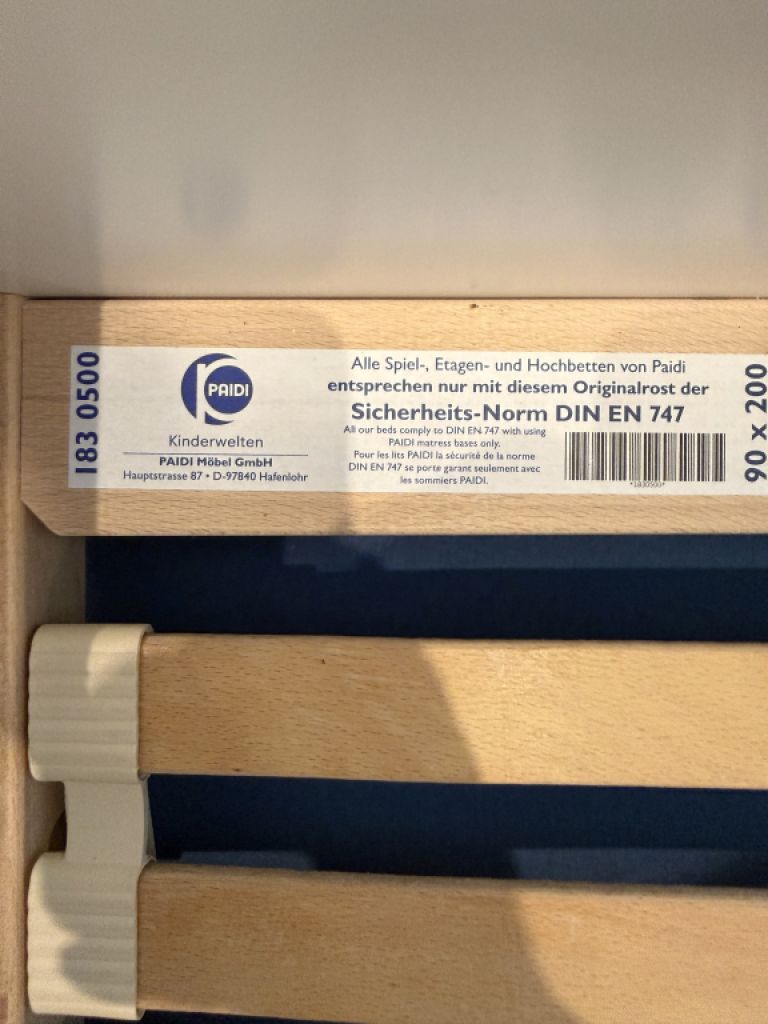 183 0500
PAIDI
Kinderwelten
PAIDI Möbel GmbH
Hauptstrasse 87 • D-97840 Hafenlohr
Alle Spiel-, Etagen- und Hochbetten von Paidi
entsprechen nur mit diesem Originalrost der
Sicherheits-Norm DIN EN 747
All our beds comply to DIN EN 747 with using
PAIDI matress bases only.
Pour les lits PAIDI la sécurité de la norme
DIN EN 747 se porte garant seulement avec
les sommiers PAIDI.
*1830500*
90 x 200